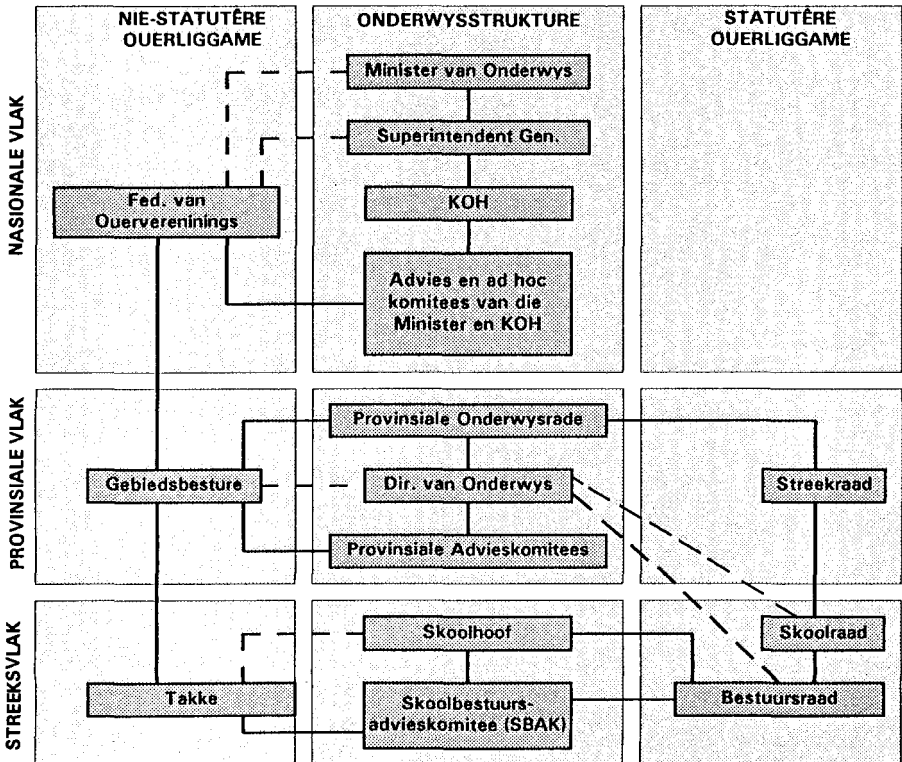 NIE-STATUTÊRE
OUERLIGGAME
ONDERWYSSTRUKTURE
STATUTÊRE
OUERLIGGAME
NASIONALE VLAK
Minister van Onderwys
Superintendent Gen.
Fed. van
Ouervereninings
KOH
Advies en ad hoc
komitees van die
Minister en KOH
PROVINSIALE VLAK
Provinsiale Onderwysrade
Gebiedsbesture
Dir. van Onderwys
Streekraad
Provinsiale Advieskomitees
STREEKSVLAK
Skoolhoof
Skoolraad
Takke
Skoolbestuurs-
advieskomitee (SBAK)
Bestuursraad